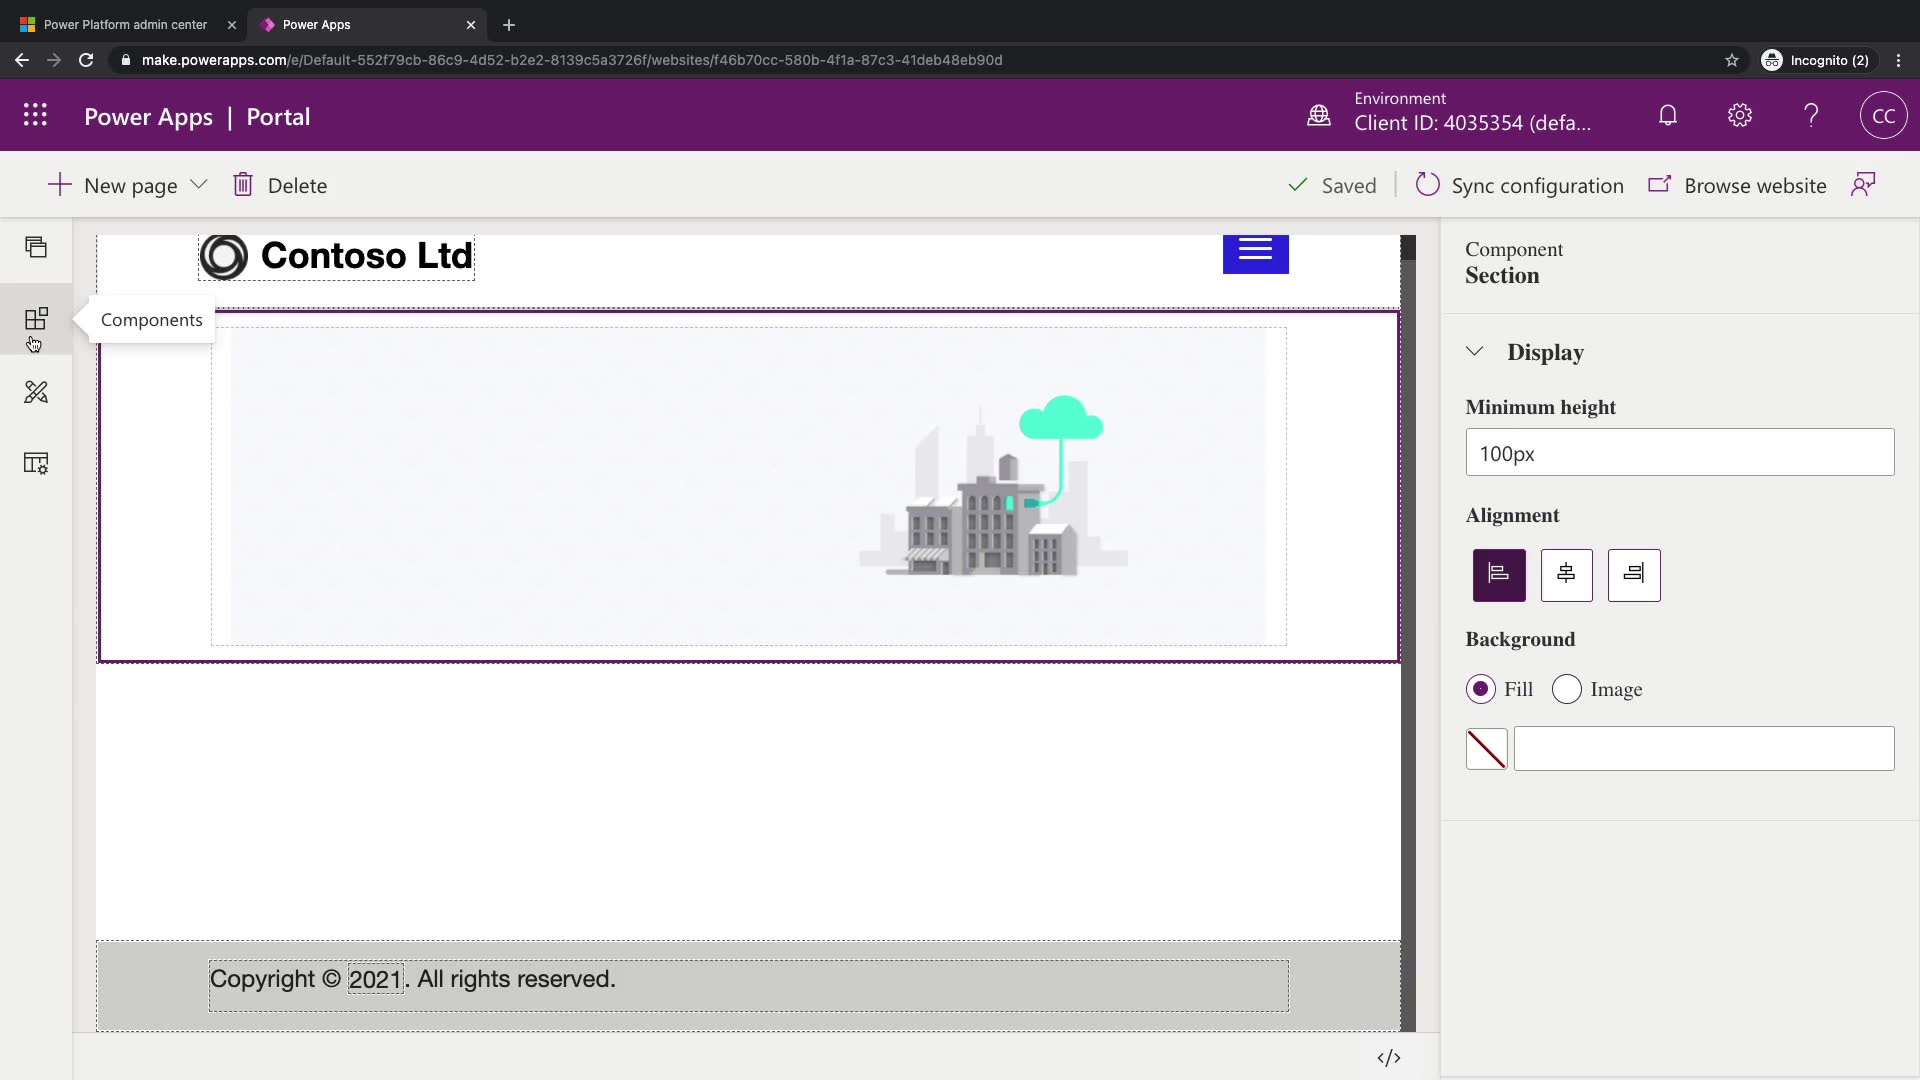 Power Platform admin center
Power Apps
make.powerapps.com/e/Default-552f79cb-86c9-4d52-b2e2-8139c5a3726f/websites/f46b70cc-580b-4f1a-87c3-41deb48eb90d
Incognito (2)
Power Apps | Portal
Environment
Client ID: 4035354 (defa...
CC
New page
Delete
Saved
Sync configuration
Browse website
Contoso Ltd
Components
Component
Section
Display
Minimum height
100px
Alignment
Background
Fill
Image
Copyright © 2021. All rights reserved.